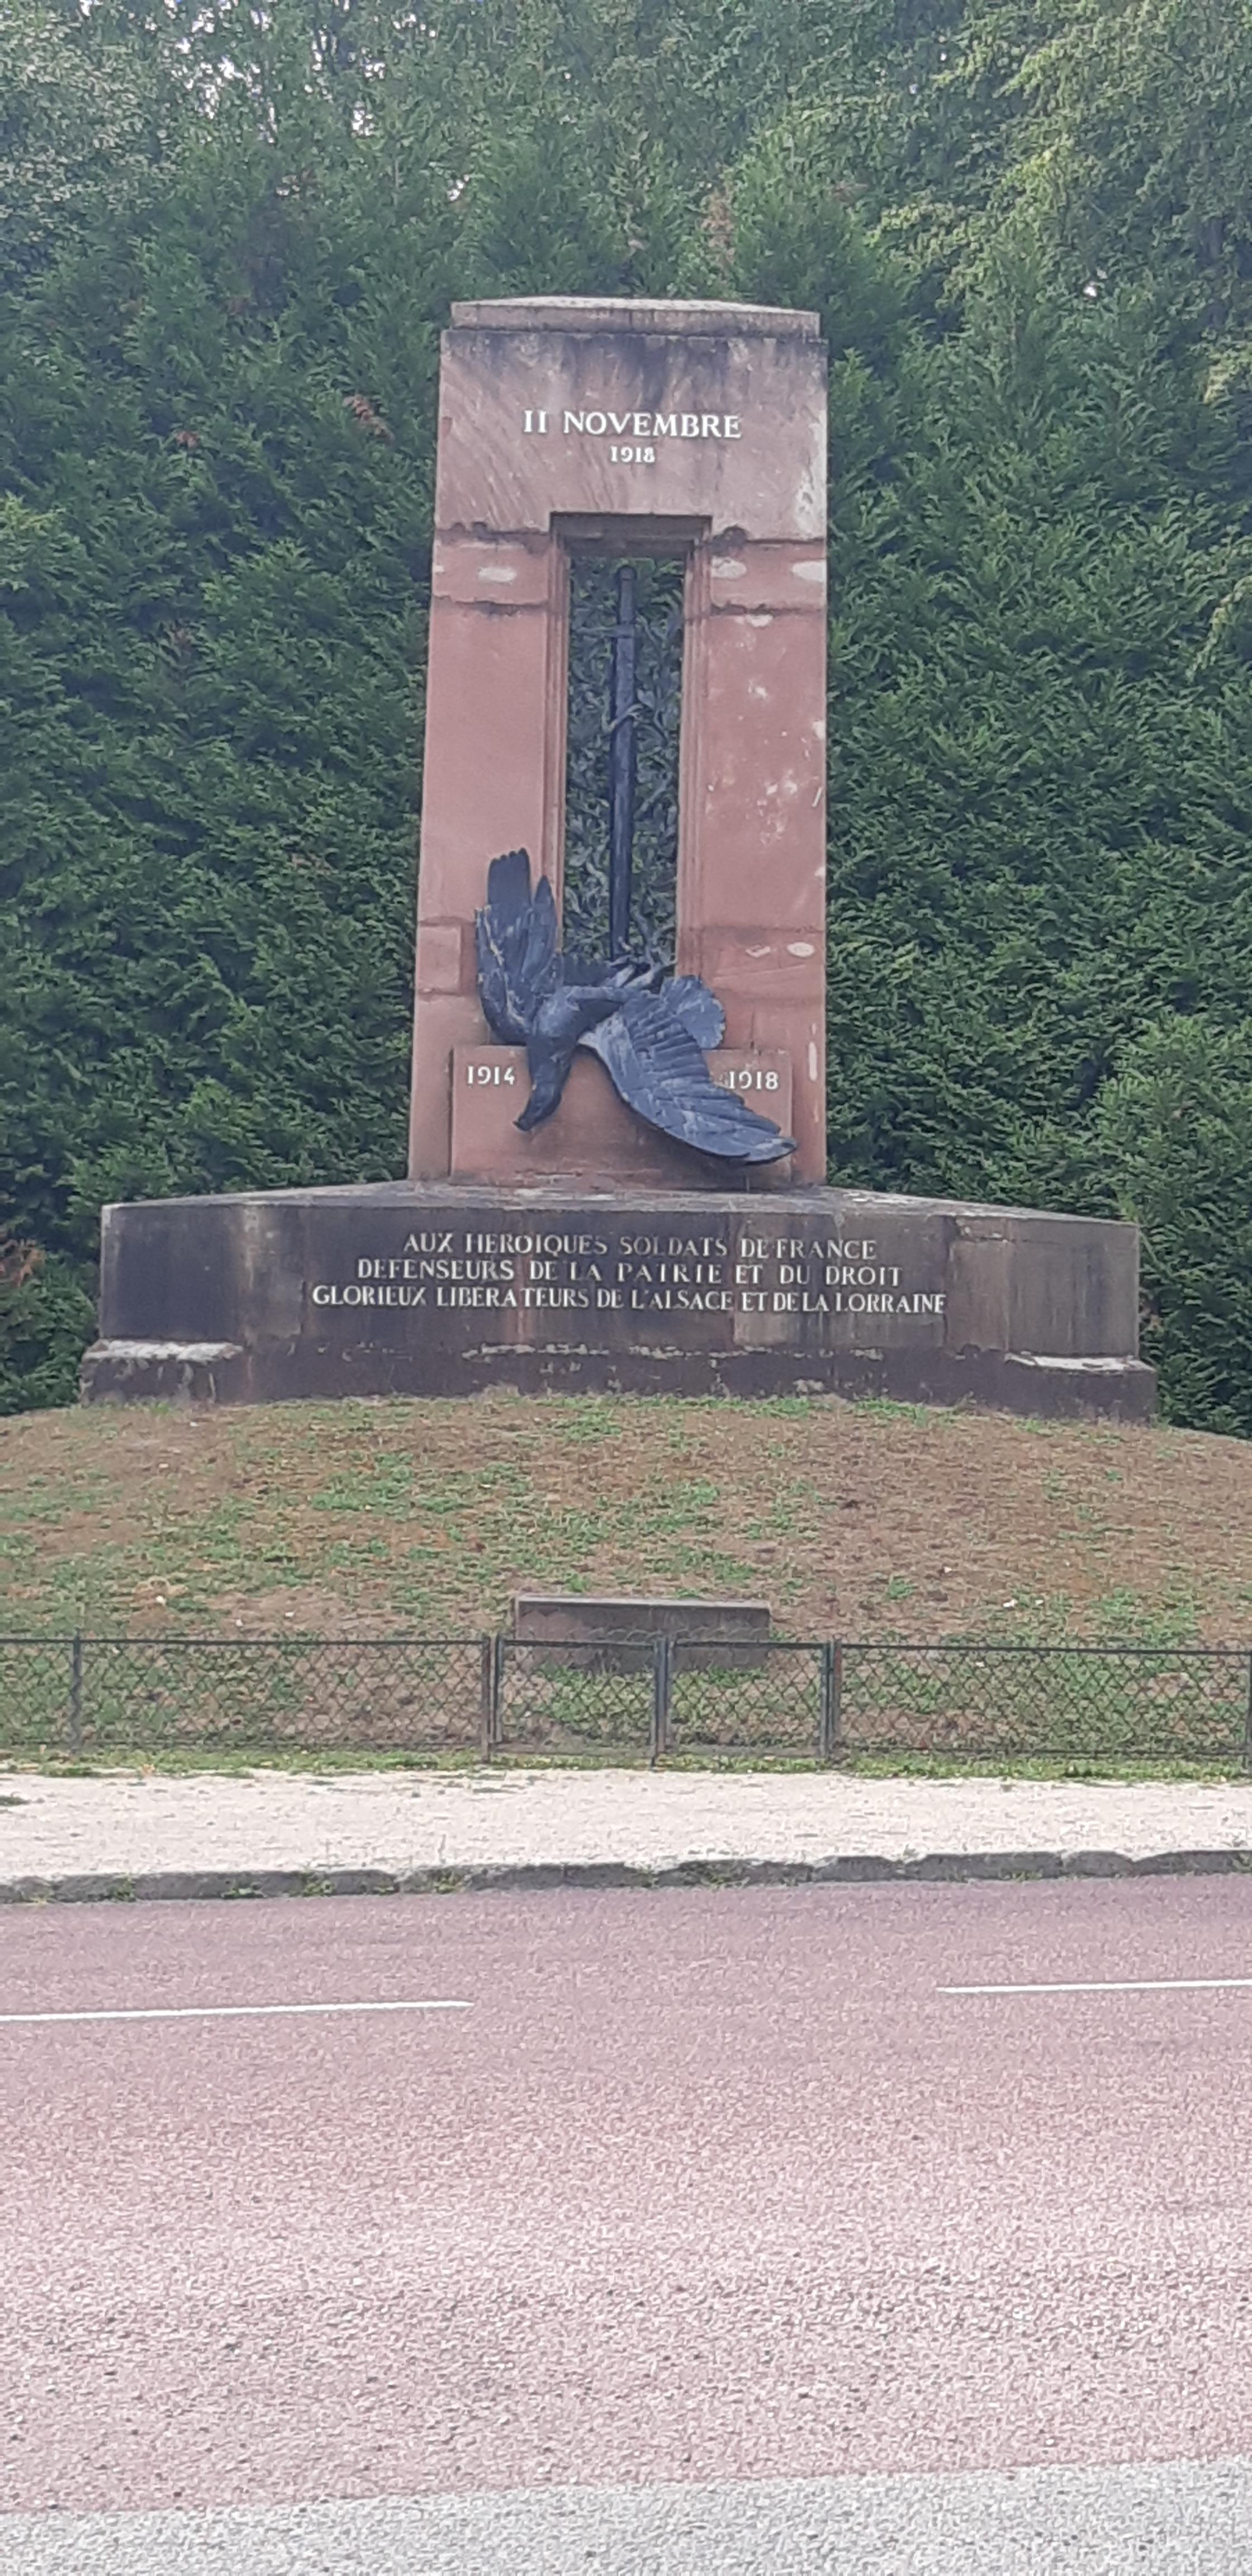 11 NOVEMBRE
1918
1914 1918
AUX HEROIQUES SOLDATS DE FRANCE
DEFENSEURS DE LA PATRIE ET DU DROIT
GLORIEUX LIBERATEURS DE L'ALSACE ET DE LA LORRAINE